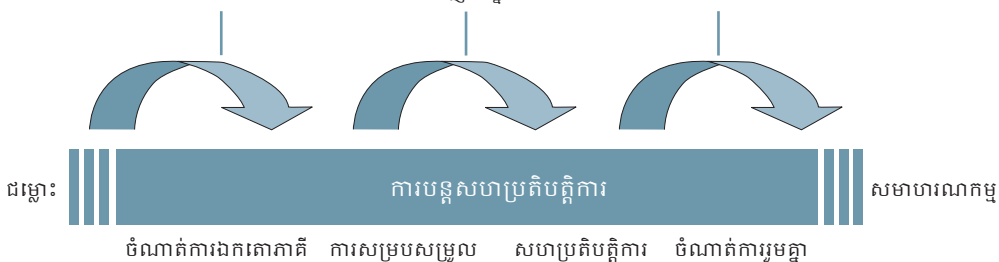 ជម្លោះ
ការបន្តសហប្រតិបត្តិការ
សមាហរណកម្ម
ចំណាត់ការឯកតោភាគី ការសម្របសម្រួល សហប្រតិបត្តិការ ចំណាត់ការរួមគ្នា